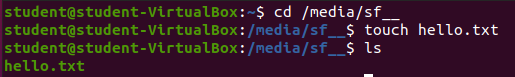 student@student-VirtualBox:~$ cd /media/sf__
student@student-VirtualBox:/media/sf__$ touch hello.txt
student@student-VirtualBox:/media/sf__$ ls
hello.txt